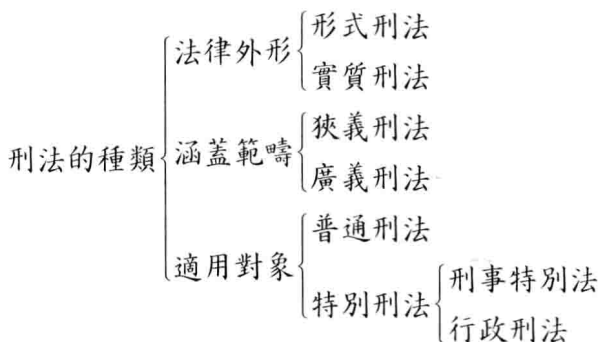 刑法的種類
法律外形
形式刑法
實質刑法
涵蓋範疇
狹義刑法
廣義刑法
適用對象
普通刑法
特別刑法
刑事特別法
行政刑法